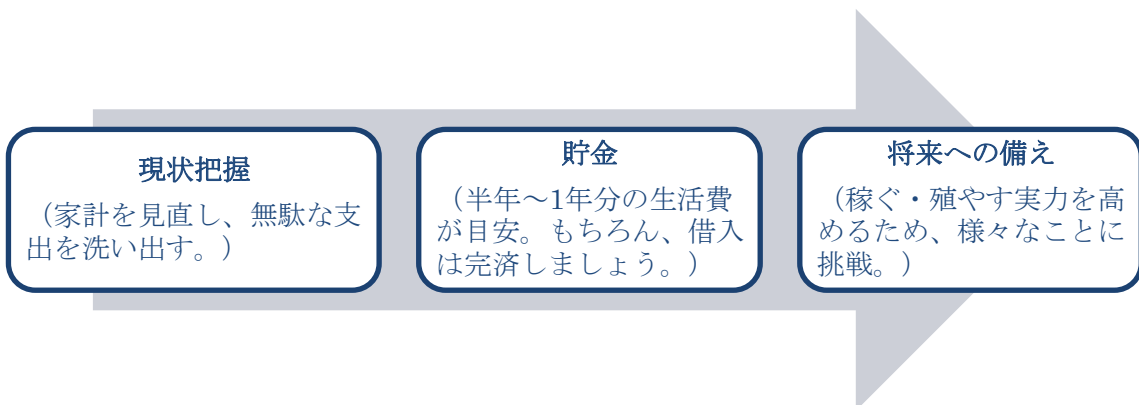 現状把握
（家計を見直し、無駄な支
出を洗い出す。）
貯金
（半年～1年分の生活費
が目安。もちろん、借入
は完済しましょう。）
将来への備え
（稼ぐ・殖やす実力を高
めるため、様々なことに
挑戦。）